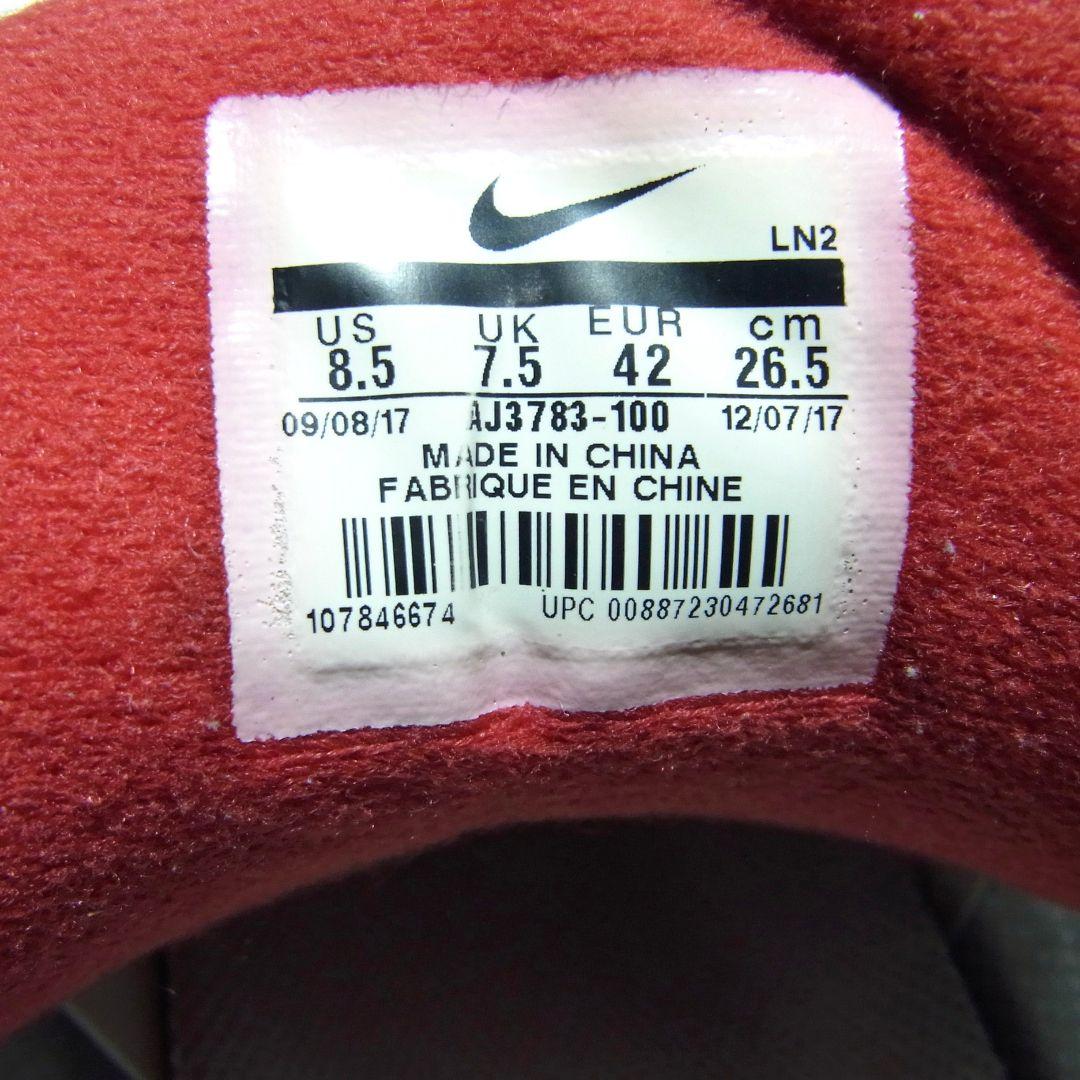 LN2
US UK EUR cm
8.5 7.5 42 26.5
09/08/17 AJ3783-100 12/07/17
MADE IN CHINA
FABRIQUE EN CHINE
107846674 UPC 00887230472681